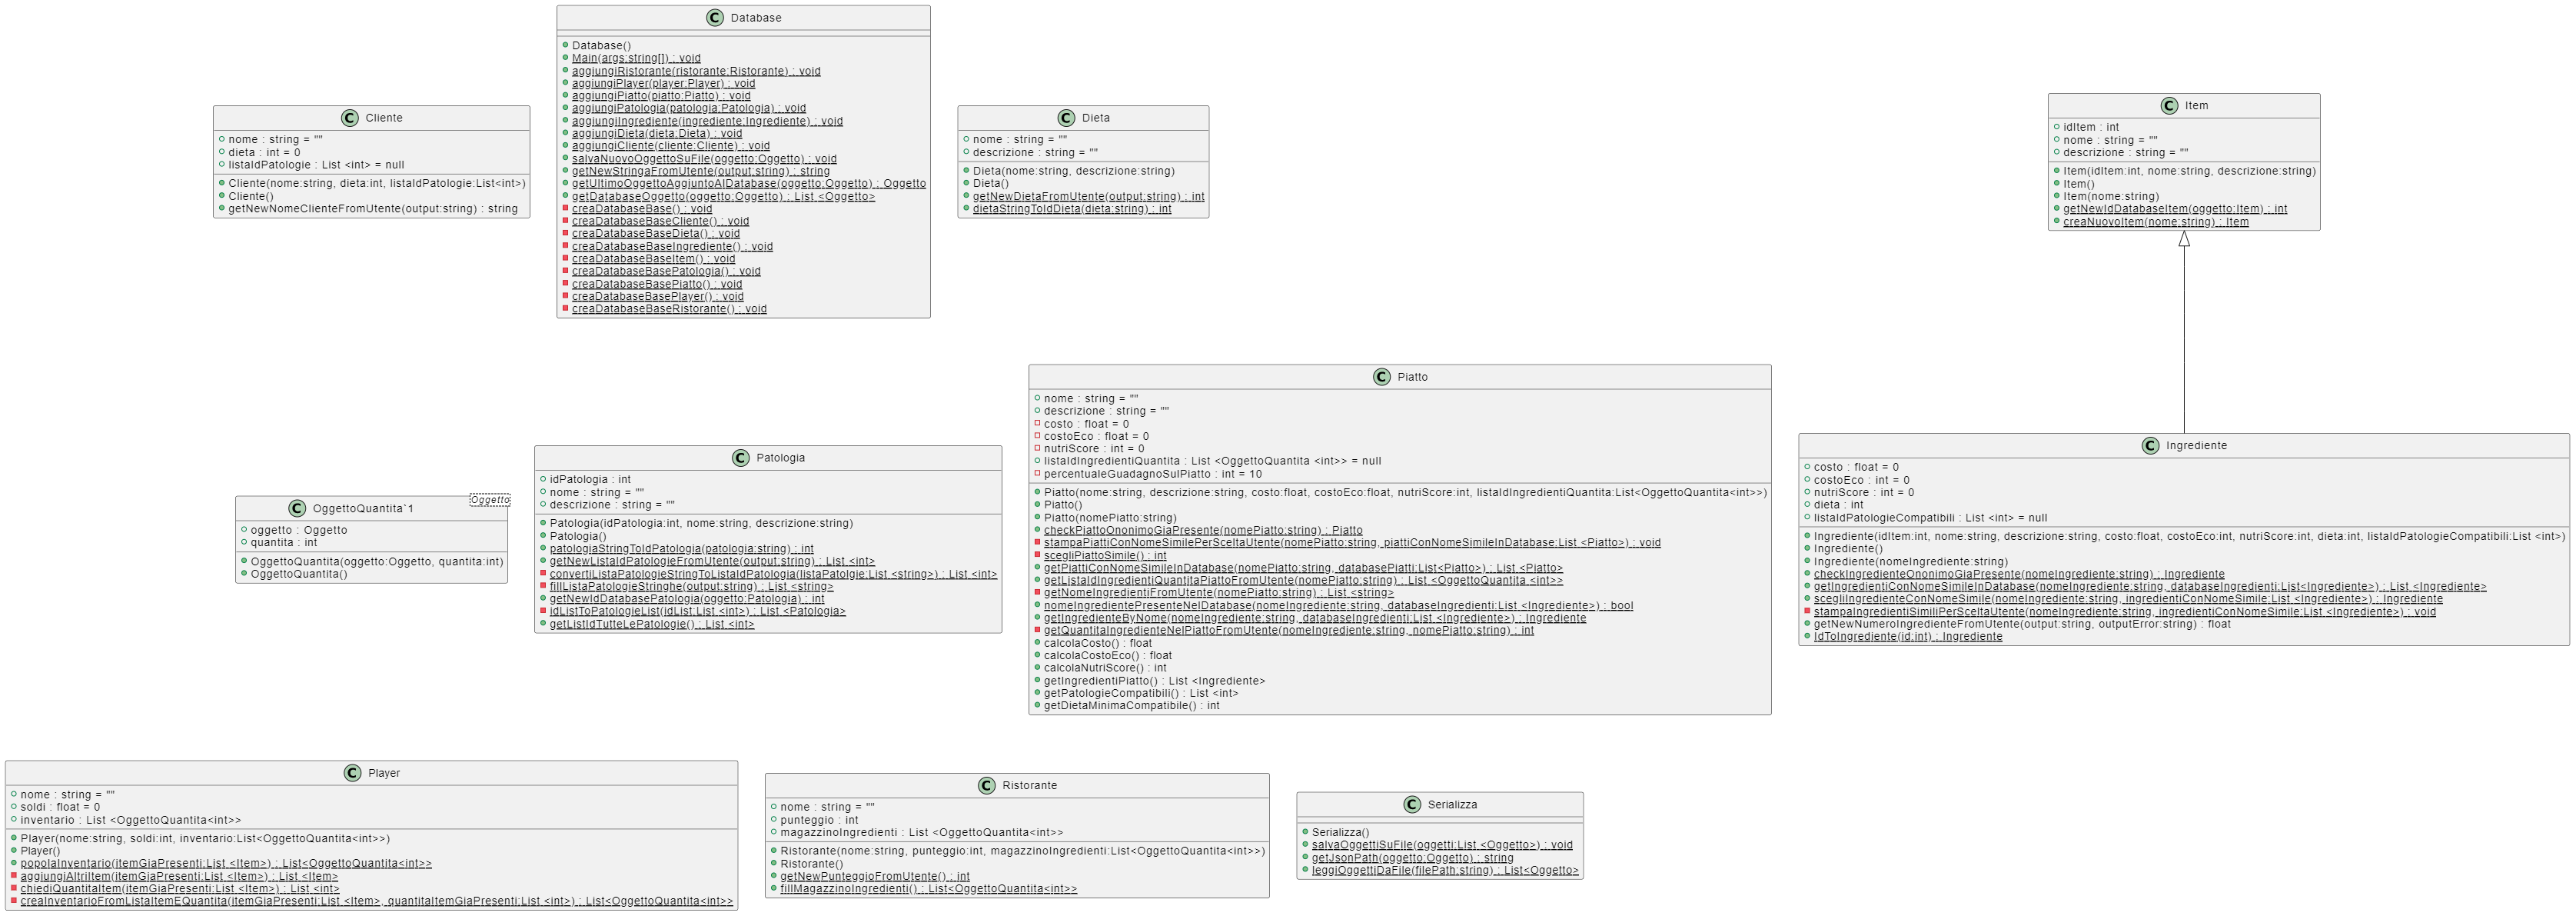 C Cliente
nome : string = ""
dieta : int = 0
listaIdPatologie : List <int> = null
Cliente(nome:string, dieta:int, listaIdPatologie:List<int>)
Cliente()
getNewNomeClienteFromUtente(output:string) : string
C Database
Database()
Main(args:string[]) : void
aggiungiRistorante(ristorante:Ristorante) : void
aggiungiPlayer(player:Player) : void
aggiungiPiatto(piatto:Piatto) : void
aggiungiPatologia(patologia:Patologia) : void
aggiungiIngrediente(ingrediente:Ingrediente) : void
aggiungiDieta(dieta:Dieta) : void
aggiungiCliente(cliente:Cliente) : void
salvaNuovoOggettoSuFile(oggetto:Oggetto) : void
getNewStringaFromUtente(output:string) : string
getUltimoOggettoAggiuntoAlDatabase(oggetto:Oggetto) : Oggetto
getDatabaseOggetto(oggetto:Oggetto) : List <Oggetto>
creaDatabaseBase() : void
creaDatabaseBaseCliente() : void
creaDatabaseBaseDieta() : void
creaDatabaseBaseIngrediente() : void
creaDatabaseBaseItem() : void
creaDatabaseBasePatologia() : void
creaDatabaseBasePiatto() : void
creaDatabaseBasePlayer() : void
creaDatabaseBaseRistorante() : void
C Dieta
nome : string = ""
descrizione : string = ""
Dieta(nome:string, descrizione:string)
Dieta()
getNewDietaFromUtente(output:string) : int
dietaStringToIdDieta(dieta:string) : int
C Item
idItem : int
nome : string = ""
descrizione : string = ""
Item(idItem:int, nome:string, descrizione:string)
Item()
Item(nome:string)
getNewIdDatabaseItem(oggetto:Item) : int
creaNuovoItem(nome:string) : Item
C OggettoQuantita`1
Oggetto
oggetto : Oggetto
quantita : int
OggettoQuantita(oggetto:Oggetto, quantita:int)
OggettoQuantita()
C Patologia
idPatologia : int
nome : string = ""
descrizione : string = ""
Patologia(idPatologia:int, nome:string, descrizione:string)
Patologia()
patologiaStringToIdPatologia(patologia:string) : int
getNewListaIdPatologieFromUtente(output:string) : List <int>
convertiListaPatologieStringToListaIdPatologia(listaPatolgie:List <string>) : List <int>
fillListaPatologieStringhe(output:string) : List <string>
getNewIdDatabasePatologia(oggetto:Patologia) : int
idListToPatologieList(idList:List <int>) : List <Patologia>
getListIdTutteLePatologie() : List <int>
C Piatto
nome : string = ""
descrizione : string = ""
costo : float = 0
costoEco : float = 0
nutriScore : int = 0
listaIdIngredientiQuantita : List <OggettoQuantita <int>> = null
percentualeGuadagnoSulPiatto : int = 10
Piatto(nome:string, descrizione:string, costo:float, costoEco:float, nutriScore:int, listaIdIngredientiQuantita:List<OggettoQuantita<int>>)
Piatto()
Piatto(nomePiatto:string)
checkPiattoOnonimoGiaPresente(nomePiatto:string) : Piatto
stampaPiattiConNomeSimilePerSceltaUtente(nomePiatto:string, piattiConNomeSimileInDatabase:List <Piatto>) : void
scegliPiattoSimile() : int
getPiattiConNomeSimileInDatabase(nomePiatto:string, databasePiatti:List<Piatto>) : List <Piatto>
getListaIdIngredientiQuantitaPiattoFromUtente(nomePiatto:string) : List <OggettoQuantita <int>>
getNomeIngredientiFromUtente(nomePiatto:string) : List <string>
nomeIngredientePresenteNelDatabase(nomeIngrediente:string, databaseIngredienti:List <Ingrediente>) : bool
getIngredienteByNome(nomeIngrediente:string, databaseIngredienti:List <Ingrediente>) : Ingrediente
getQuantitaIngredienteNelPiattoFromUtente(nomeIngrediente:string, nomePiatto:string) : int
calcolaCosto() : float
calcolaCostoEco() : float
calcolaNutriScore() : int
getIngredientiPiatto() : List <Ingrediente>
getPatologieCompatibili() : List <int>
getDietaMinimaCompatibile() : int
C Ingrediente
costo : float = 0
costoEco : int = 0
nutriScore : int = 0
dieta : int
listaIdPatologieCompatibili : List <int> = null
Ingrediente(idItem:int, nome:string, descrizione:string, costo:float, costoEco:int, nutriScore:int, dieta:int, listaIdPatologieCompatibili:List <int>)
Ingrediente()
Ingrediente(nomeIngrediente:string)
checkIngredienteOnonimoGiaPresente(nomeIngrediente:string) : Ingrediente
getIngredientiConNomeSimileInDatabase(nomeIngrediente:string, databaseIngredienti:List<Ingrediente>) : List <Ingrediente>
scegliIngredienteConNomeSimile(nomeIngrediente:string, ingredientiConNomeSimile:List <Ingrediente>) : Ingrediente
stampaIngredientiSimiliPerSceltaUtente(nomeIngrediente:string, ingredientiConNomeSimile:List <Ingrediente>) : void
getNewNumeroIngredienteFromUtente(output:string, outputError:string) : float
IdToIngrediente(id:int) : Ingrediente
C Player
nome : string = ""
soldi : float = 0
inventario : List <OggettoQuantita<int>>
Player(nome:string, soldi:int, inventario:List<OggettoQuantita<int>>)
Player()
popolaInventario(itemGiaPresenti:List <Item>) : List<OggettoQuantita<int>>
aggiungiAltriItem(itemGiaPresenti:List <Item>) : List <Item>
chiediQuantitaItem(itemGiaPresenti:List <Item>) : List <int>
creaInventarioFromListaItemEQuantita(itemGiaPresenti:List <Item>, quantitaItemGiaPresenti:List <int>) : List<OggettoQuantita<int>>
C Ristorante
nome : string = ""
punteggio : int
magazzinoIngredienti : List <OggettoQuantita<int>>
Ristorante(nome:string, punteggio:int, magazzinoIngredienti:List<OggettoQuantita<int>>)
Ristorante()
getNewPunteggioFromUtente() : int
fillMagazzinoIngredienti() : List<OggettoQuantita<int>>
C Serializza
Serializza()
salvaOggettiSuFile(oggetti:List <Oggetto>) : void
getJsonPath(oggetto:Oggetto) : string
leggiOggettiDaFile(filePath:string) : List<Oggetto>